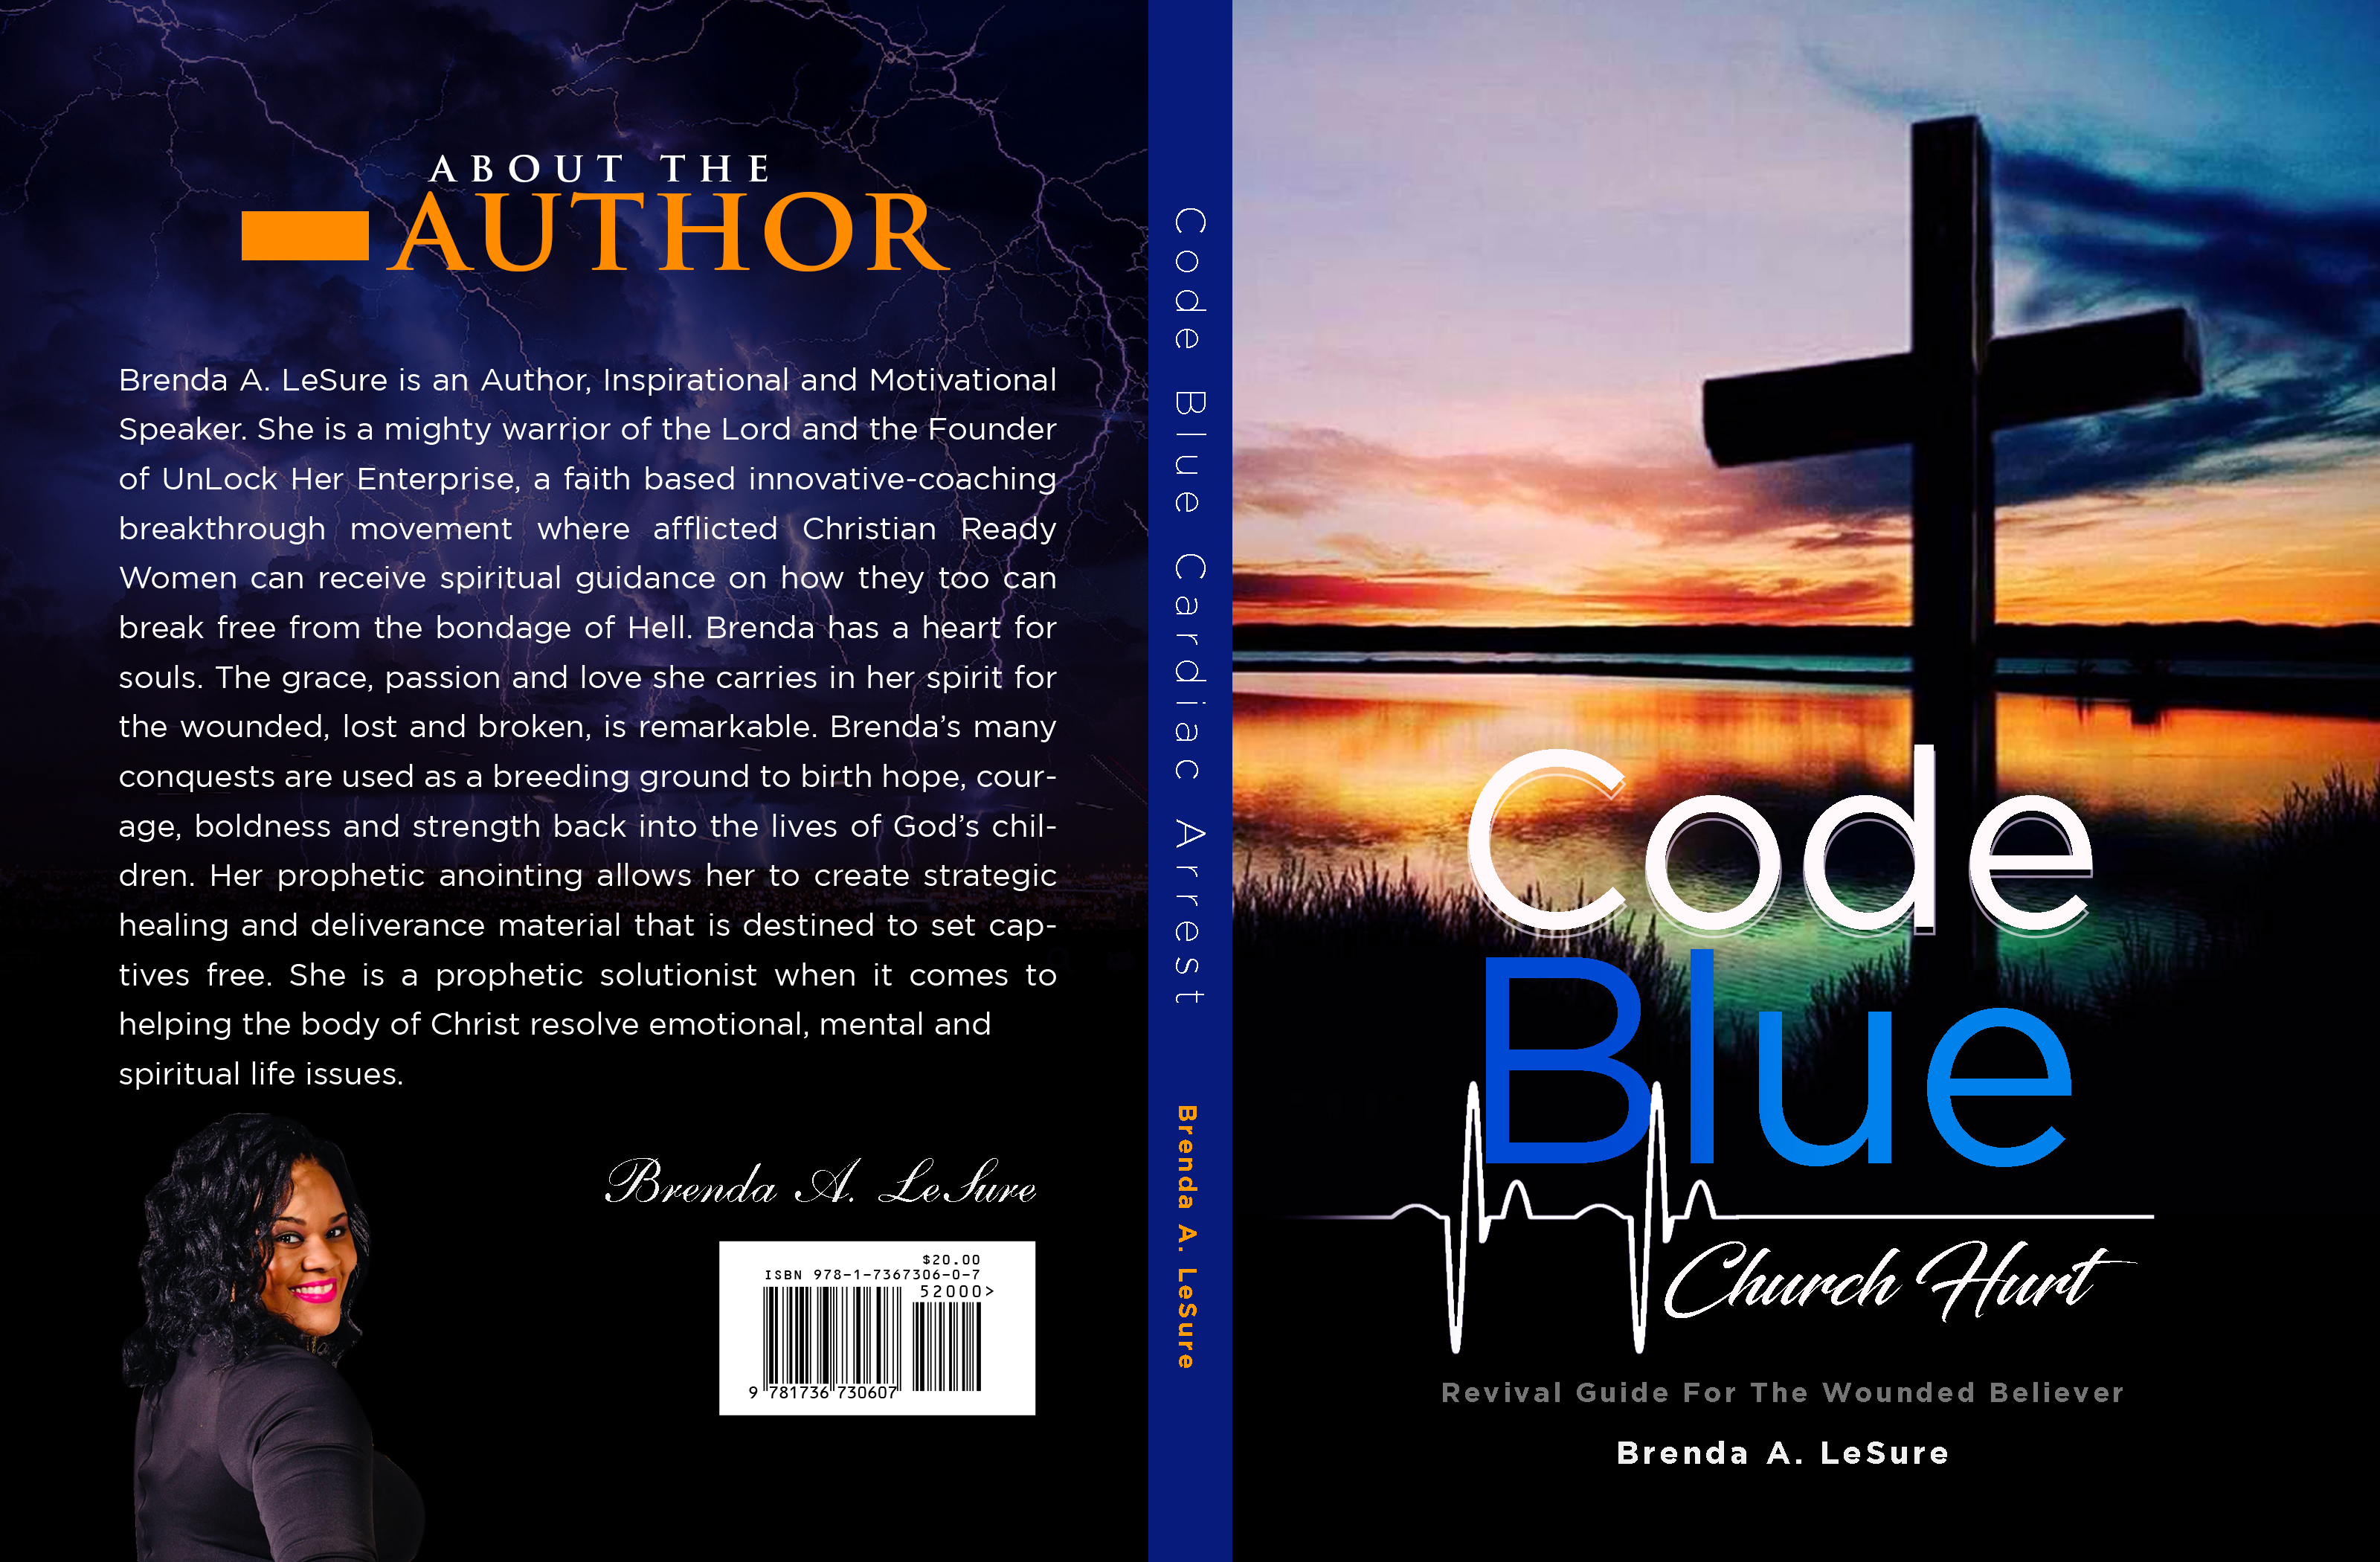 ABOUT THE
AUTHOR
Brenda A. LeSure is an Author, Inspirational and Motivational
Speaker. She is a mighty warrior of the Lord and the Founder
of UnLock Her Enterprise, a faith based innovative-coaching
breakthrough movement where afflicted Christian Ready
Women can receive spiritual guidance on how they too can
break free from the bondage of Hell. Brenda has a heart for
souls. The grace, passion and love she carries in her spirit for
the wounded, lost and broken, is remarkable. Brenda’s many
conquests are used as a breeding ground to birth hope, cour-
age, boldness and strength back into the lives of God’s chil-
dren. Her prophetic anointing allows her to create strategic
healing and deliverance material that is destined to set cap-
tives free. She is a prophetic solutionist when it comes to
helping the body of Christ resolve emotional, mental and
spiritual life issues.
Brenda A. LeSure
$20.00
ISBN 978-1-7367306-0-7
52000>
9 781736 730607
Code Blue Cardiac Arrest
Brenda A. LeSure
Code
Blue
Church Hurt
Revival Guide For The Wounded Believer
Brenda A. LeSure